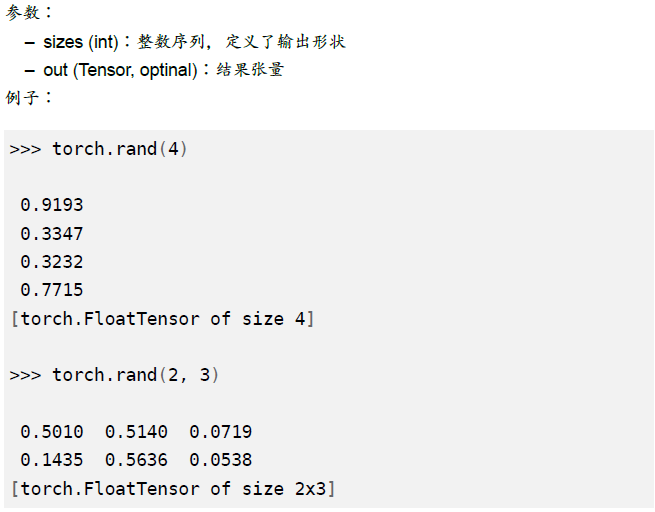 参数：
– sizes (int)：整数序列，定义了输出形状
– out (Tensor, optinal)：结果张量
例子：
>>> torch.rand(4)
0.9193
0.3347
0.3232
0.7715
[torch.FloatTensor of size 4]
>>> torch.rand(2, 3)
0.5010 0.5140 0.0719
0.1435 0.5636 0.0538
[torch.FloatTensor of size 2x3]